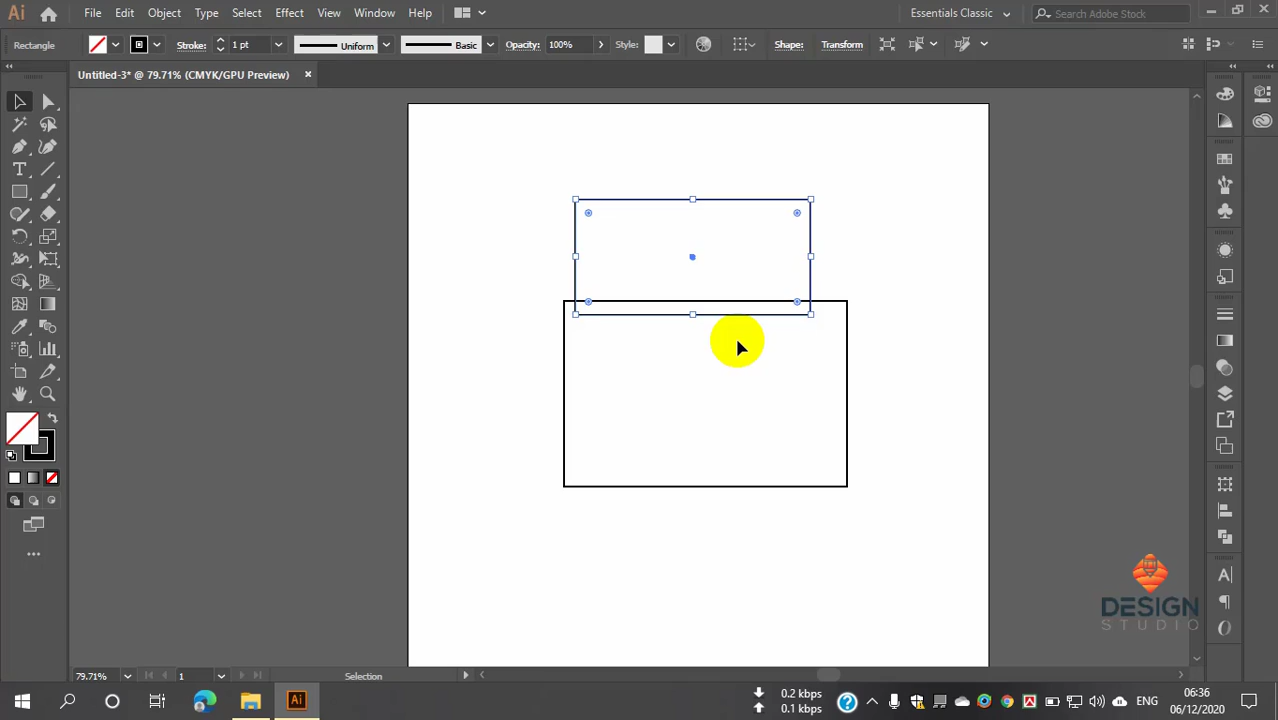 Ai File Edit Object Type Select Effect View Window Help Essentials Classic Search Adobe Stock
Rectangle Stroke: 1 pt Uniform Basic Opacity: 100% Style: Shape: Transform
Untitled-3* @ 79.71% (CMYK/GPU Preview) ×
DESIGN
STUDIO
79.71% 1 Selection
Ai 0.2 kbps 0.1 kbps ENG 06:36
06/12/2020